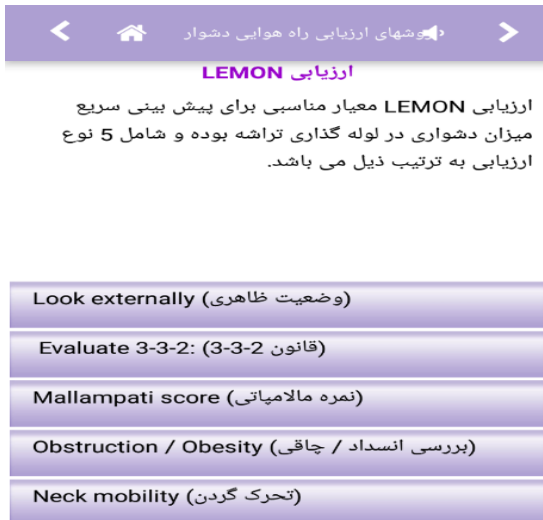 روشهای ارزیابی راه هوایی دشوار
ارزیابی LEMON
ارزیابی LEMON معیار مناسبی برای پیش بینی سریع
میزان دشواری در لوله گذاری تراشه بوده و شامل 5 نوع
ارزیابی به ترتیب ذیل می باشد.
Look externally (وضعیت ظاهری)
Evaluate 3-3-2: (قانون 2-3-3)
Mallampati score (نمره مالامپاتی)
Obstruction / Obesity (بررسی انسداد / چاقی)
Neck mobility (تحرک گردن)